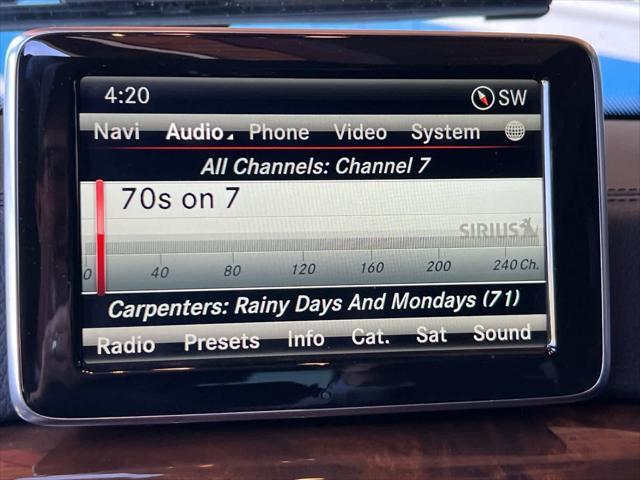 4:20 SW
Navi Audio Phone Video System
All Channels: Channel 7
70s on 7
SIRIUS
0 40 80 120 160 200 240 Ch.
Carpenters: Rainy Days And Mondays (71)
Radio Presets Info Cat. Sat Sound